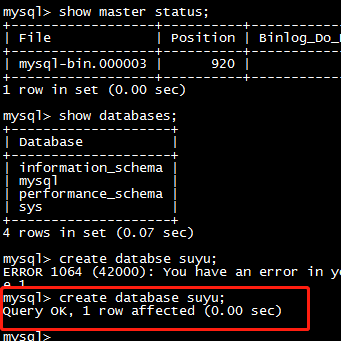 mysql> show master status;
+------------------+----------+--------------
| File | Position | Binlog_Do_
+------------------+----------+--------------
| mysql-bin.000003 | 920 |
+------------------+----------+--------------
1 row in set (0.00 sec)
mysql> show databases;
+--------------------+
| Database |
+--------------------+
| information_schema |
| mysql |
| performance_schema |
| sys |
+--------------------+
4 rows in set (0.07 sec)
mysql> create databse suyu;
ERROR 1064 (42000): You have an error in yo
e 1
mysql> create database suyu;
Query OK, 1 row affected (0.00 sec)
mysql>